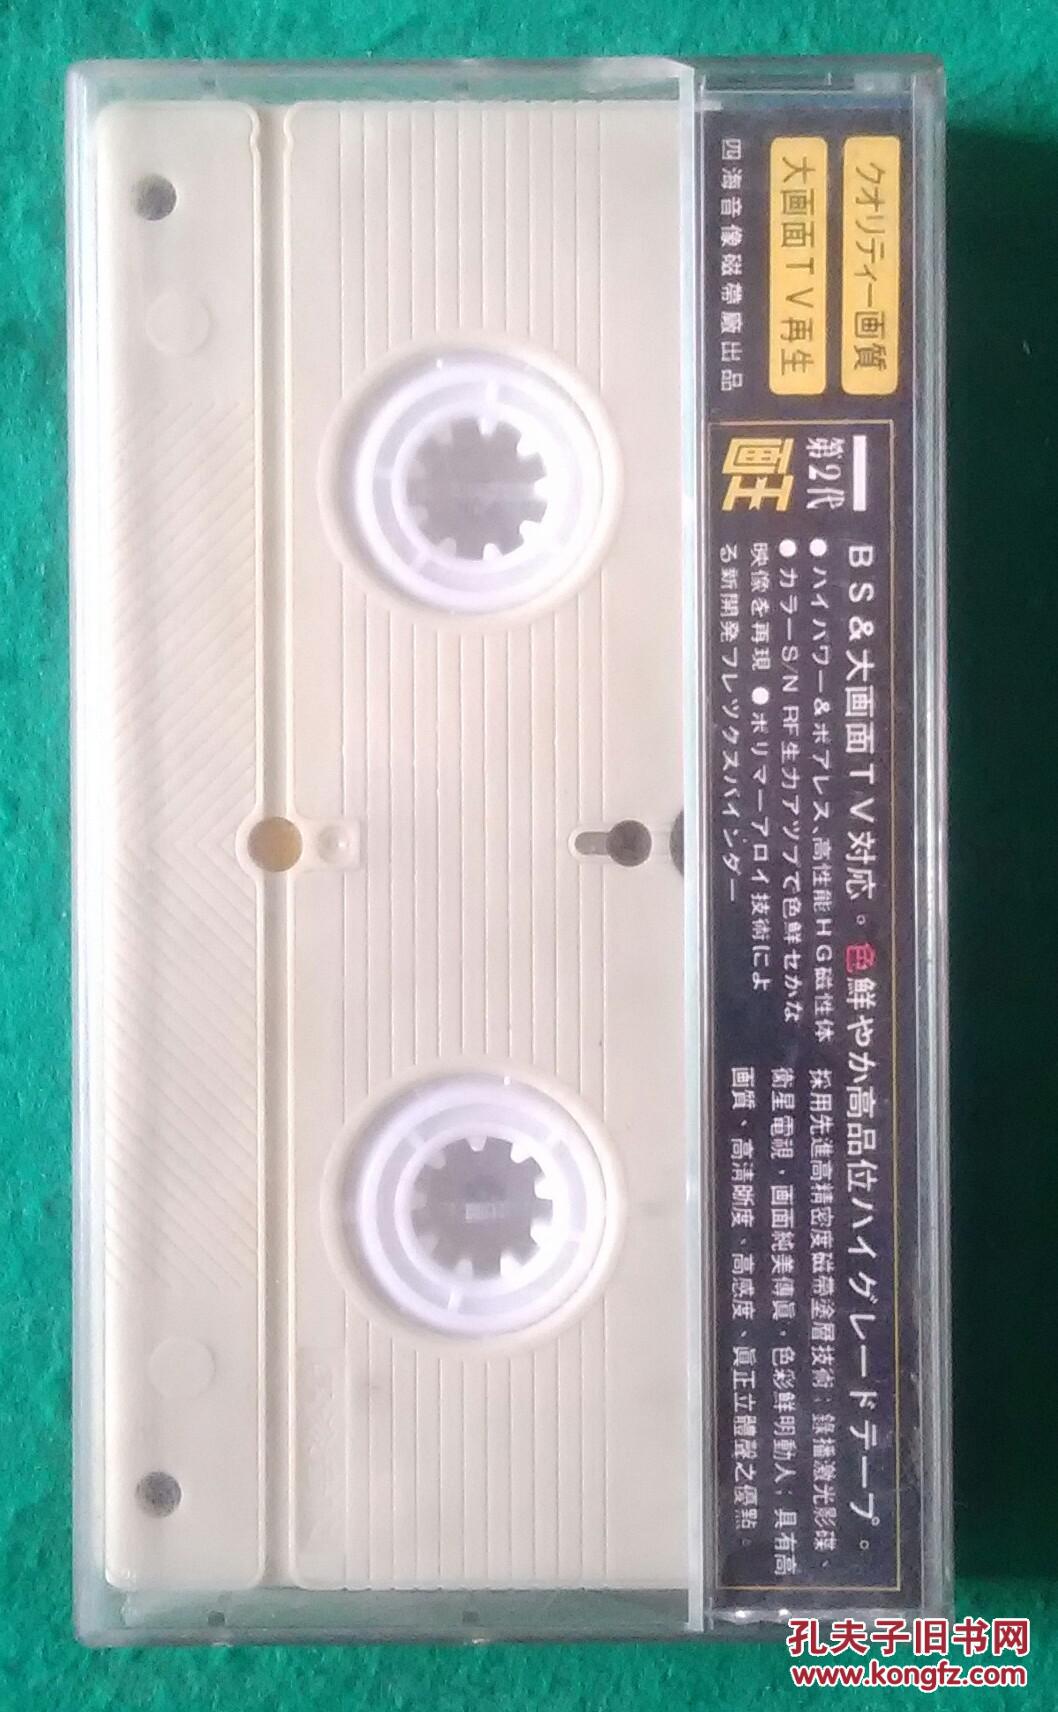 クオリティー画質
大画面TV再生
四海音像磁帶廠出品
第2代
画王
BS&大画面TV対応。色鮮やか高品位ハイグレードテープ。
●ハイパワー&ポアレス、高性能HG磁性体
●カラーS/N RF生力アツプで色鮮せかな
映像を再現 ●ポリマーアロイ技術によ
る新開発フレツクスバインダー
採用先進高精密度磁帶塗層技術；錄播激光影碟、
衛星電視，画面純美傳眞，色彩鮮明動人；具有高
画質、高清晰度、高感度、眞正立體聲之優點。
孔夫子旧书网
www.kongfz.com